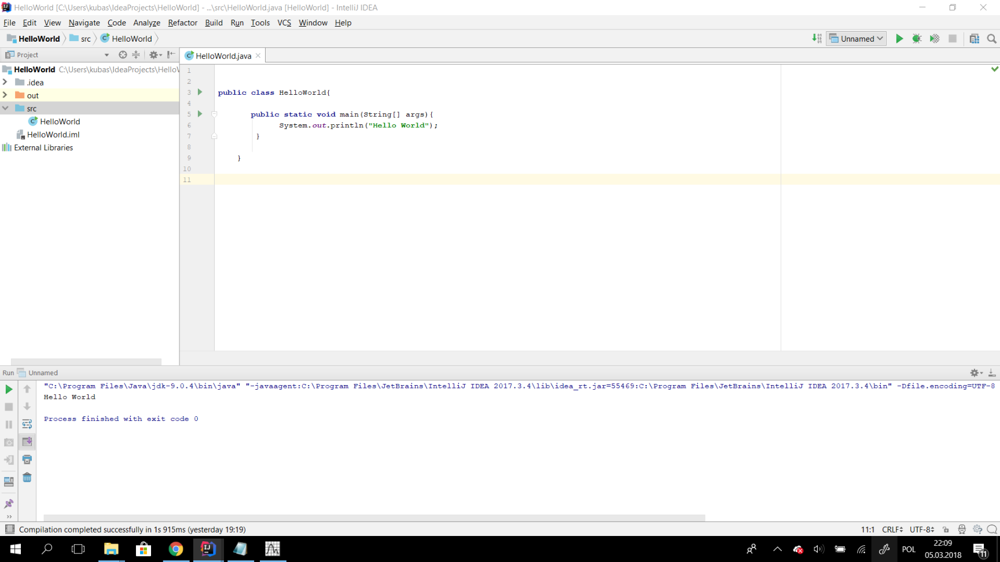 HelloWorld [C:\Users\kubas\IdeaProjects\HelloWorld] - ...\src\HelloWorld.java [HelloWorld] - IntelliJ IDEA
File Edit View Navigate Code Analyze Refactor Build Run Tools VCS Window Help
HelloWorld src HelloWorld Unnamed
Project HelloWorld.java
HelloWorld C:\Users\kubas\IdeaProjects\Hello
.idea
out
src
HelloWorld
HelloWorld.iml
External Libraries
1
2
3 public class HelloWorld{
4
5 public static void main(String[] args){
6 System.out.println("Hello World");
7 }
8
9 }
10
11
Run Unnamed
"C:\Program Files\Java\jdk-9.0.4\bin\java" "-javaagent:C:\Program Files\JetBrains\IntelliJ IDEA 2017.3.4\lib\idea_rt.jar=55469:C:\Program Files\JetBrains\IntelliJ IDEA 2017.3.4\bin" -Dfile.encoding=UTF-8
Hello World
Process finished with exit code 0
Compilation completed successfully in 1s 915ms (yesterday 19:19) 11:1 CRLF UTF-8
POL 22:09
05.03.2018 11